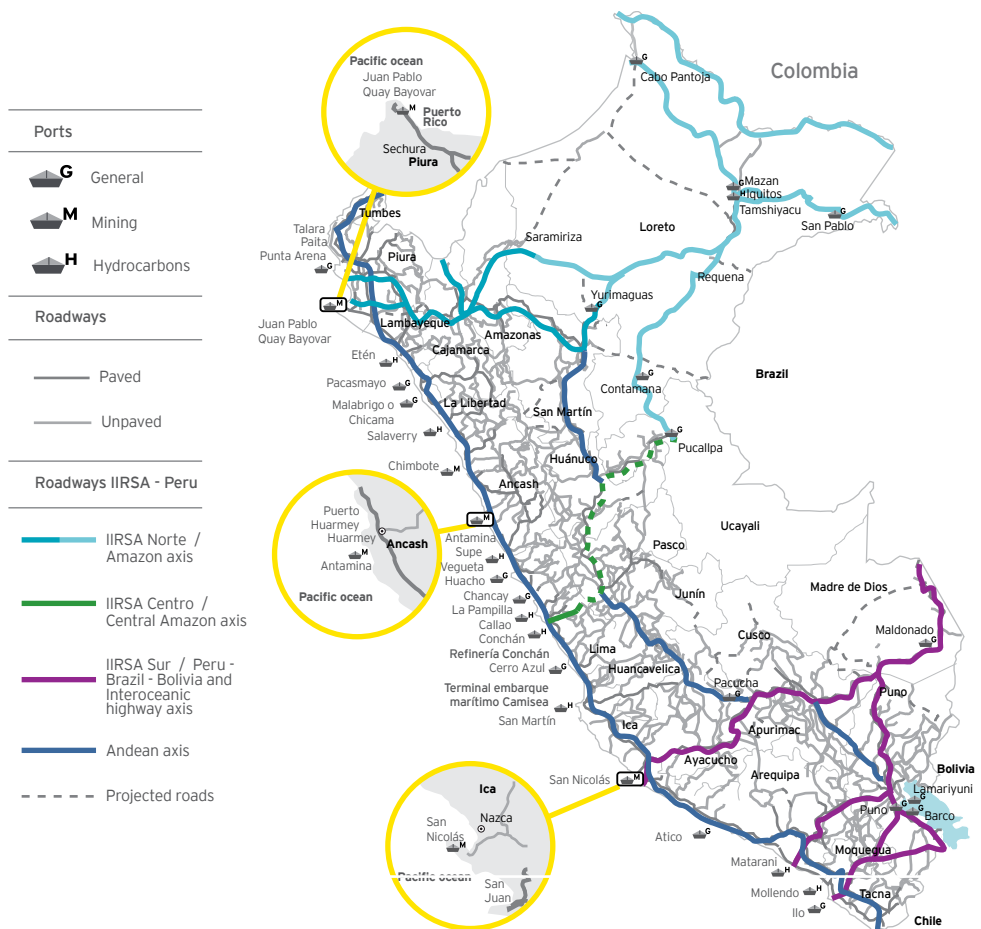 Ports
G
General
M
Mining
H
Hydrocarbons
Roadways
Paved
Unpaved
Roadways IIRSA - Peru
IIRSA Norte /
Amazon axis
IIRSA Centro /
Central Amazon axis
IIRSA Sur / Peru -
Brazil - Bolivia and
Interoceanic
highway axis
Andean axis
Projected roads
Pacific ocean
Juan Pablo
Quay Bayovar
M
Puerto
Rico
Sechura
Piura
G
Cabo Pantoja
Colombia
G
Mazan
H
Iquitos
Tamshiyacu
G
San Pablo
Tumbes
Talara
Paita
Punta Arena
G
Piura
Saramiriza
Loreto
Requena
M
Juan Pablo
Quay Bayovar
Yurimaguas
G
Lambayeque
Amazonas
Cajamarca
Etén
H
Brazil
Pacasmayo
G
Contamana
G
Malabrigo o
Chicama
G
La Libertad
San Martín
Salaverry
H
G
Pucallpa
Chimbote
M
Huánuco
Ancash
Puerto
Huarmey
Huarmey
Ancash
M
Antamina
Pacific ocean
M
Antamina
Supe
Vegueta
H
Huacho
G
Ucayali
Pasco
Chancay
G
La Pampilla
Callao
H
Conchán
H
Junín
Madre de Dios
Refinería Conchán
Cerro Azul
G
Lima
Huancavelica
Cusco
Maldonado
G
Terminal embarque
marítimo Camisea
San Martín
H
Pacucha
G
H
Puno
Ica
Apurimac
Ayacucho
Arequipa
San Nicolás
M
Bolivia
Lamariyuni
G
Puno
G
G
Barco
Ica
Nazca
San
Nicolás
M
Pacific ocean
San
Juan
Atico
G
Moquegua
Matarani
H
Mollendo
H
Tacna
Ilo
G
Chile